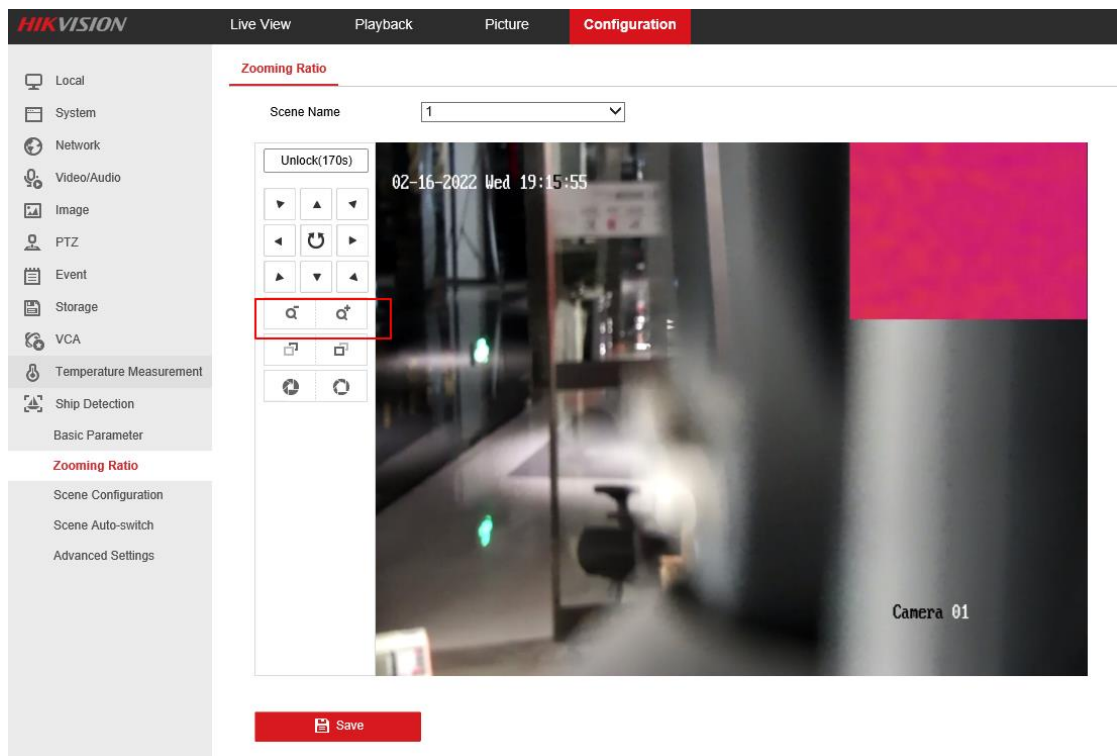 HIKVISION
Live View
Playback
Picture
Configuration
Local
System
Network
Video/Audio
Image
PTZ
Event
Storage
VCA
Temperature Measurement
Ship Detection
Basic Parameter
Zooming Ratio
Scene Configuration
Scene Auto-switch
Advanced Settings
Zooming Ratio
Scene Name
1
Unlock(170s)
02-16-2022 Wed 19:15:55
Camera 01
Save